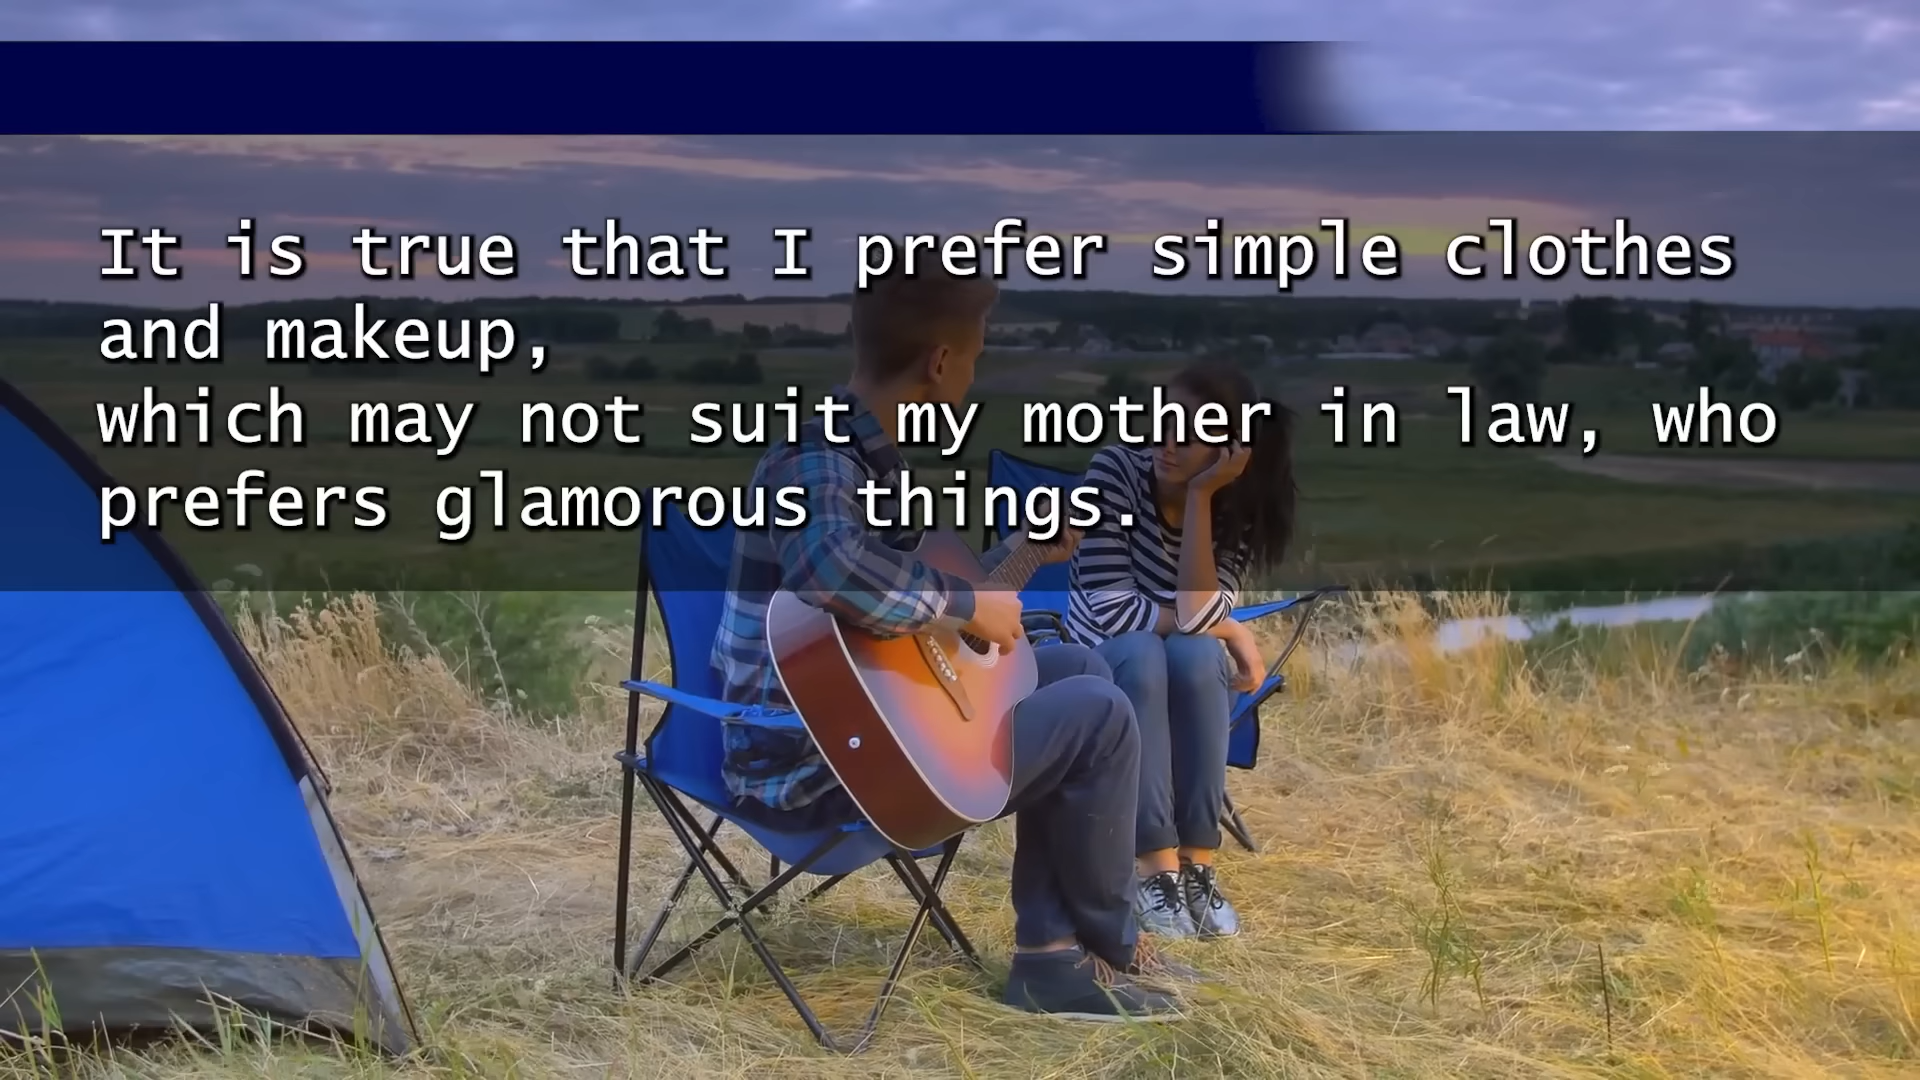 It is true that I prefer simple clothes
and makeup,
which may not suit my mother in law, who
prefers glamorous things.